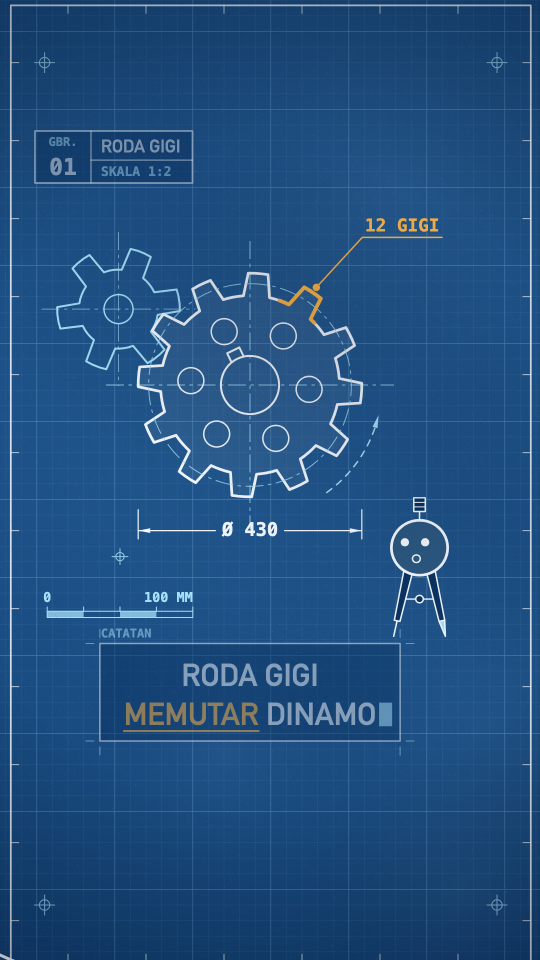 GBR.
01
RODA GIGI
SKALA 1:2
12 GIGI
Ø 430
0 100 MM
CATATAN
RODA GIGI
MEMUTAR DINAMO